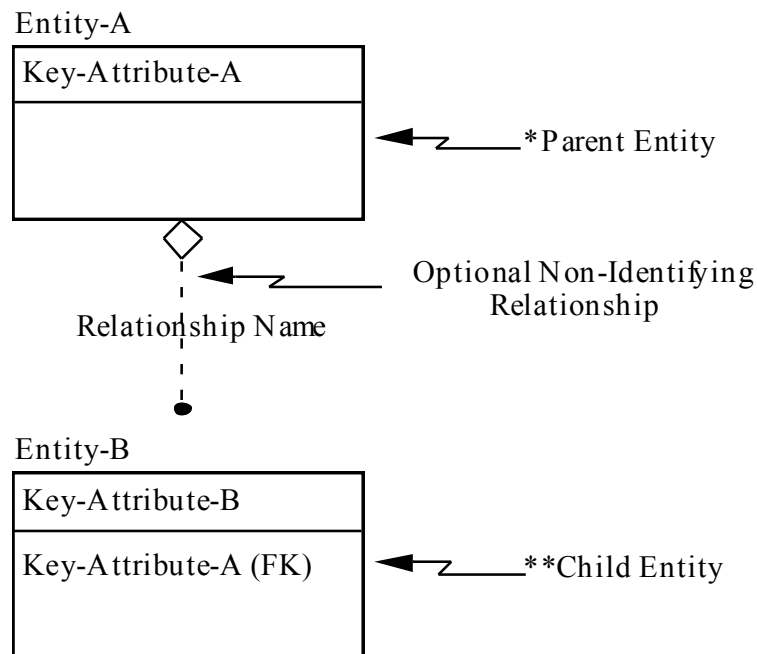 Entity-A
Key-Attribute-A
*Parent Entity
Optional Non-Identifying
Relationship
Relationship Name
Entity-B
Key-Attribute-B
Key-Attribute-A (FK)
**Child Entity